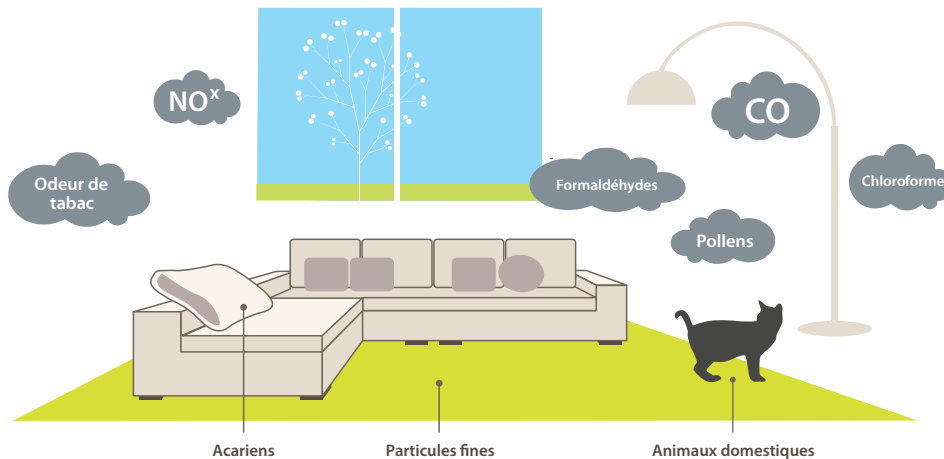 NOx
CO
Odeur de
tabac
Formaldéhydes
Chloroforme
Pollens
Acariens
Particules fines
Animaux domestiques